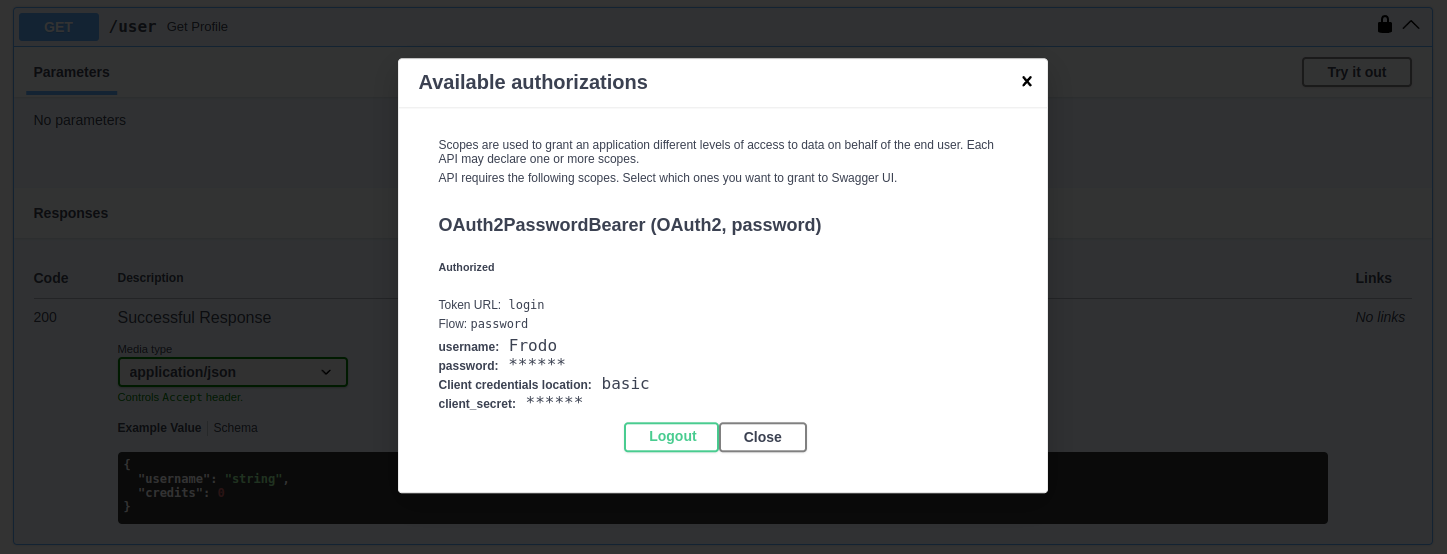 GET /user Get Profile
Available authorizations
Parameters
Try it out
No parameters
Scopes are used to grant an application different levels of access to data on behalf of the end user. Each
API may declare one or more scopes.
API requires the following scopes. Select which ones you want to grant to Swagger UI.
Responses
OAuth2PasswordBearer (OAuth2, password)
Authorized
Code Description Links
Token URL: login
200 Successful Response No links
Flow: password
username: Frodo
Media type
password: ******
application/json
Client credentials location: basic
Controls Accept header.
client_secret: ******
Example Value Schema
Logout Close
{
"username": "string",
"credits": 0
}